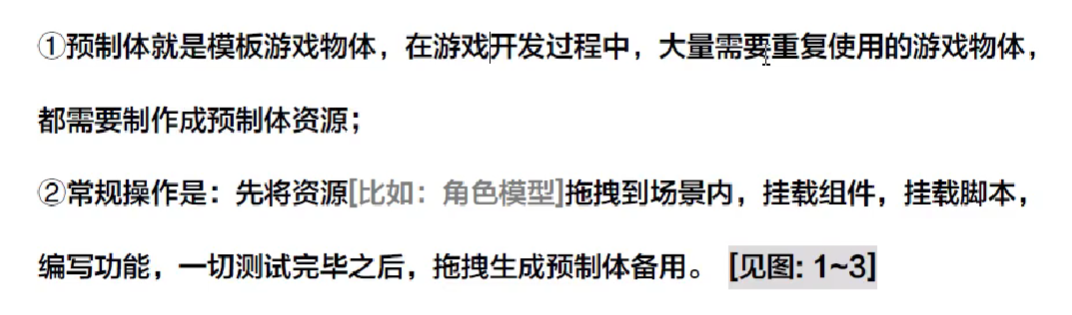 ①预制体就是模板游戏物体，在游戏开发过程中，大量需要重复使用的游戏物体，
都需要制作成预制体资源；
②常规操作是：先将资源[比如：角色模型]拖拽到场景内，挂载组件，挂载脚本，
编写功能，一切测试完毕之后，拖拽生成预制体备用。 [见图: 1~3]